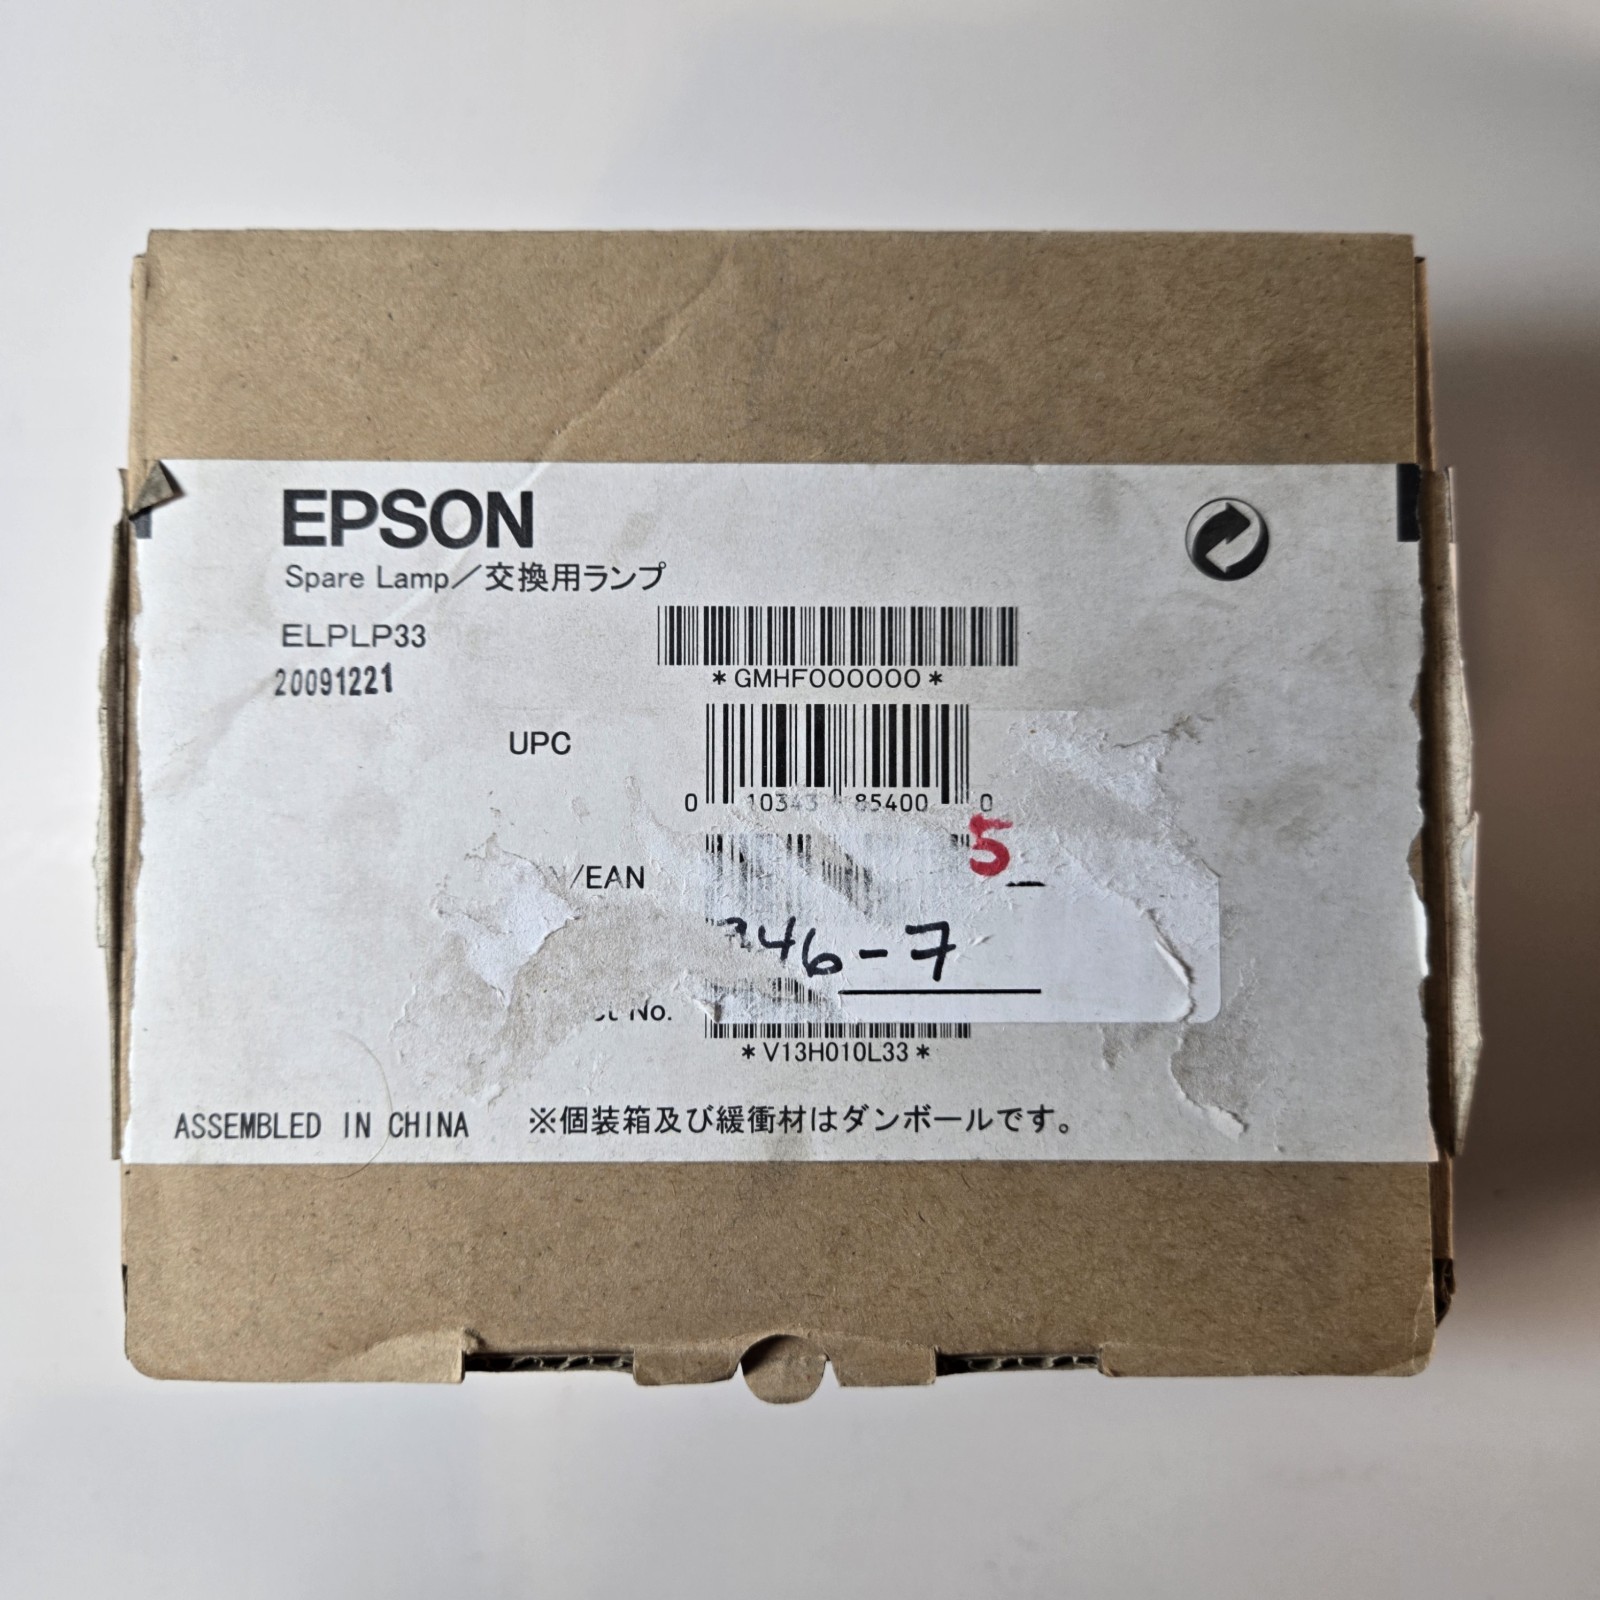 EPSON
Spare Lamp／交換用ランプ
ELPLP33
20091221
*GMHF000000*
UPC
0 10343 85400 0
5
/EAN
46-7
No.
*V13H010L33*
ASSEMBLED IN CHINA ※個装箱及び緩衝材はダンボールです。